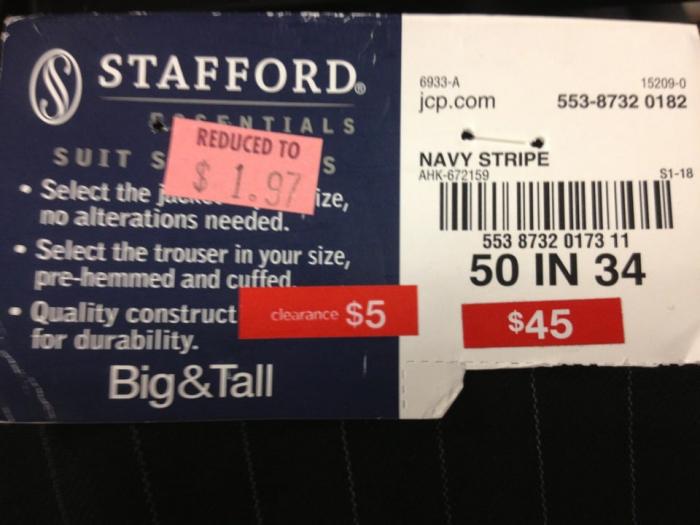 STAFFORD®
ENTIALS
SUIT S S
REDUCED TO
$ 1.97
• Select the ize,
no alterations needed.
• Select the trouser in your size,
pre-hemmed and cuffed
• Quality construct
for durability.
clearance $5
Big&Tall
6933-A 15209-0
jcp.com 553-8732 0182
NAVY STRIPE
AHK-672159 S1-18
553 8732 0173 11
50 IN 34
$45